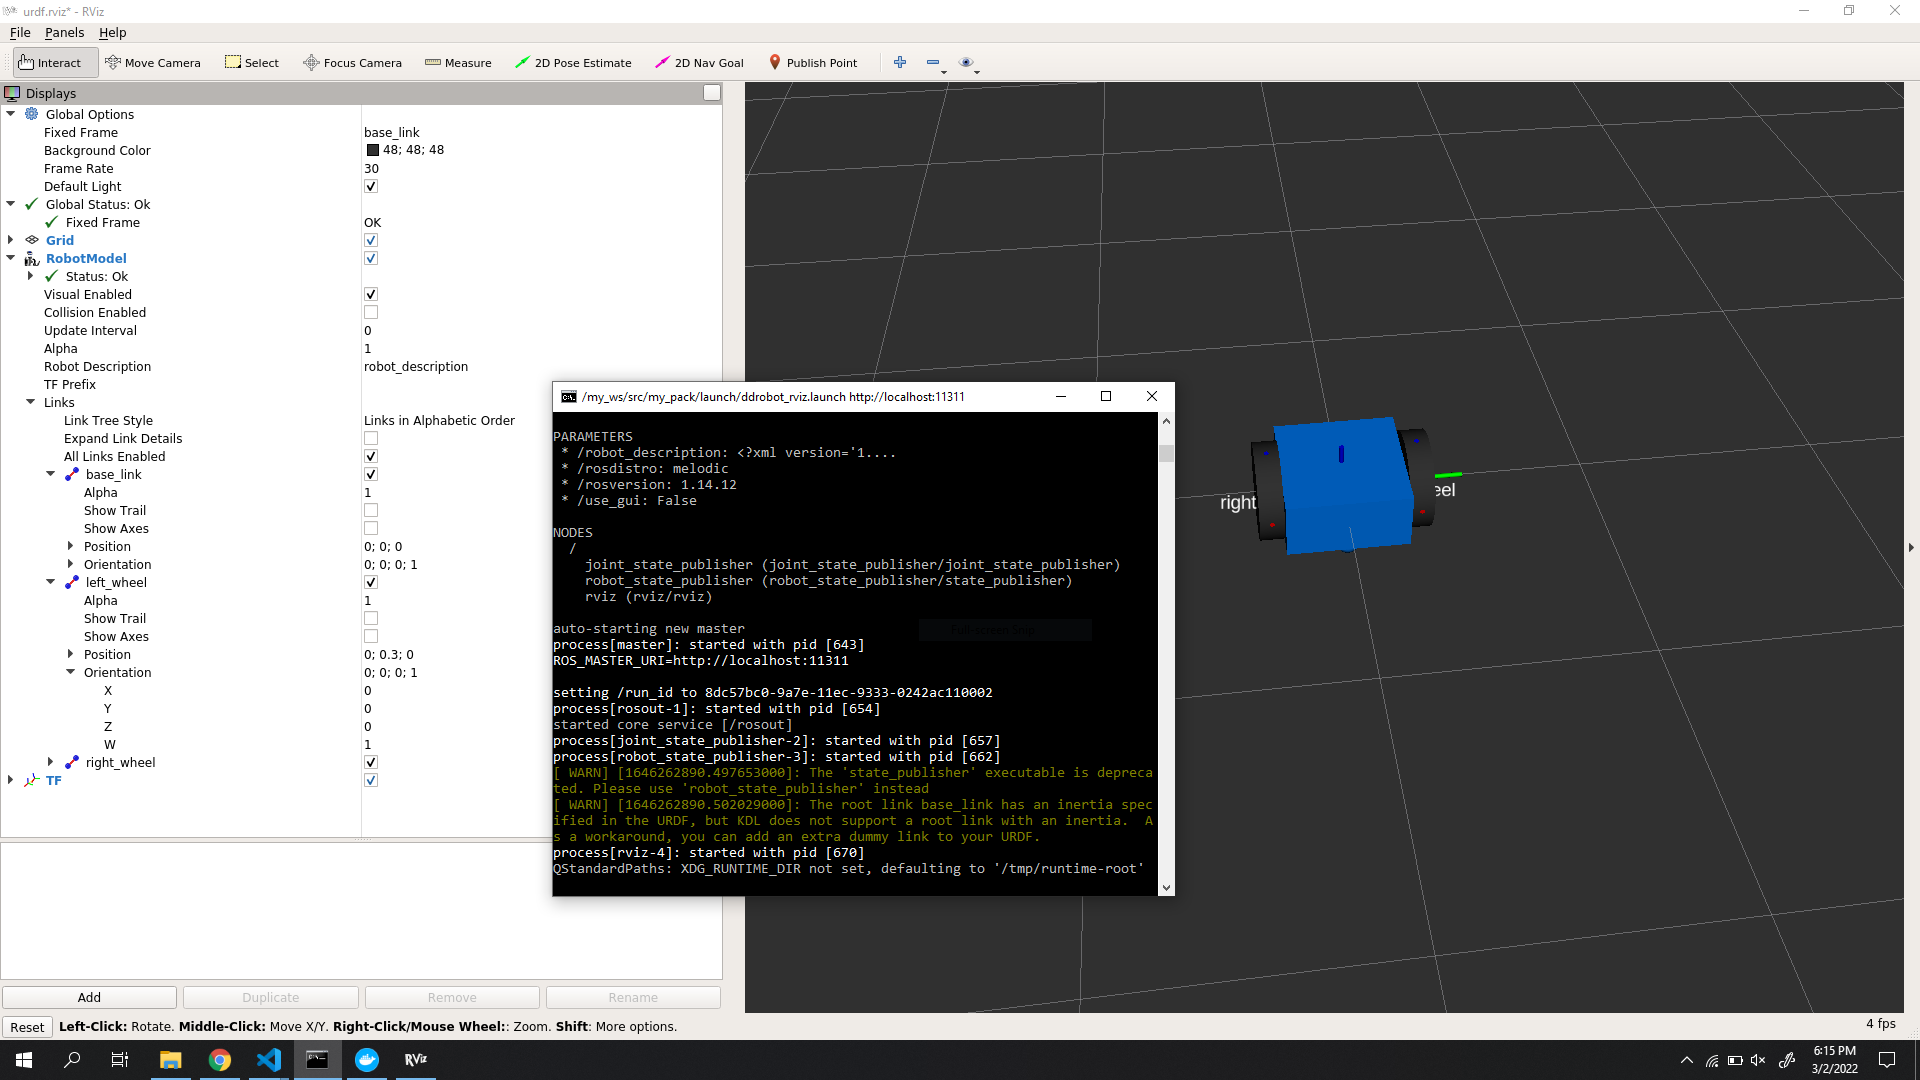 urdf.rviz* - RViz
File Panels Help
Interact Move Camera Select Focus Camera Measure 2D Pose Estimate 2D Nav Goal Publish Point
Displays
Global Options
Fixed Frame base_link
Background Color 48; 48; 48
Frame Rate 30
Default Light
Global Status: Ok
Fixed Frame OK
Grid
RobotModel
Status: Ok
Visual Enabled
Collision Enabled
Update Interval 0
Alpha 1
Robot Description robot_description
TF Prefix
Links
Link Tree Style Links in Alphabetic Order
Expand Link Details
All Links Enabled
base_link
Alpha 1
Show Trail
Show Axes
Position 0; 0; 0
Orientation 0; 0; 0; 1
left_wheel
Alpha 1
Show Trail
Show Axes
Position 0; 0.3; 0
Orientation 0; 0; 0; 1
X 0
Y 0
Z 0
W 1
right_wheel
TF
/my_ws/src/my_pack/launch/ddrobot_rviz.launch http://localhost:11311
PARAMETERS
* /robot_description: <?xml version='1....
* /rosdistro: melodic
* /rosversion: 1.14.12
* /use_gui: False
NODES
/
joint_state_publisher (joint_state_publisher/joint_state_publisher)
robot_state_publisher (robot_state_publisher/state_publisher)
rviz (rviz/rviz)
auto-starting new master
process[master]: started with pid [643]
ROS_MASTER_URI=http://localhost:11311
setting /run_id to 8dc57bc0-9a7e-11ec-9333-0242ac110002
process[rosout-1]: started with pid [654]
started core service [/rosout]
process[joint_state_publisher-2]: started with pid [657]
process[robot_state_publisher-3]: started with pid [662]
[ WARN] [1646262890.497653000]: The 'state_publisher' executable is depreca
ted. Please use 'robot_state_publisher' instead
[ WARN] [1646262890.502029000]: The root link base_link has an inertia spec
ified in the URDF, but KDL does not support a root link with an inertia.  A
s a workaround, you can add an extra dummy link to your URDF.
process[rviz-4]: started with pid [670]
QStandardPaths: XDG_RUNTIME_DIR not set, defaulting to '/tmp/runtime-root'
right
eel
Add Duplicate Remove Rename
Reset Left-Click: Rotate. Middle-Click: Move X/Y. Right-Click/Mouse Wheel:: Zoom. Shift: More options.
4 fps
RViz
6:15 PM
3/2/2022